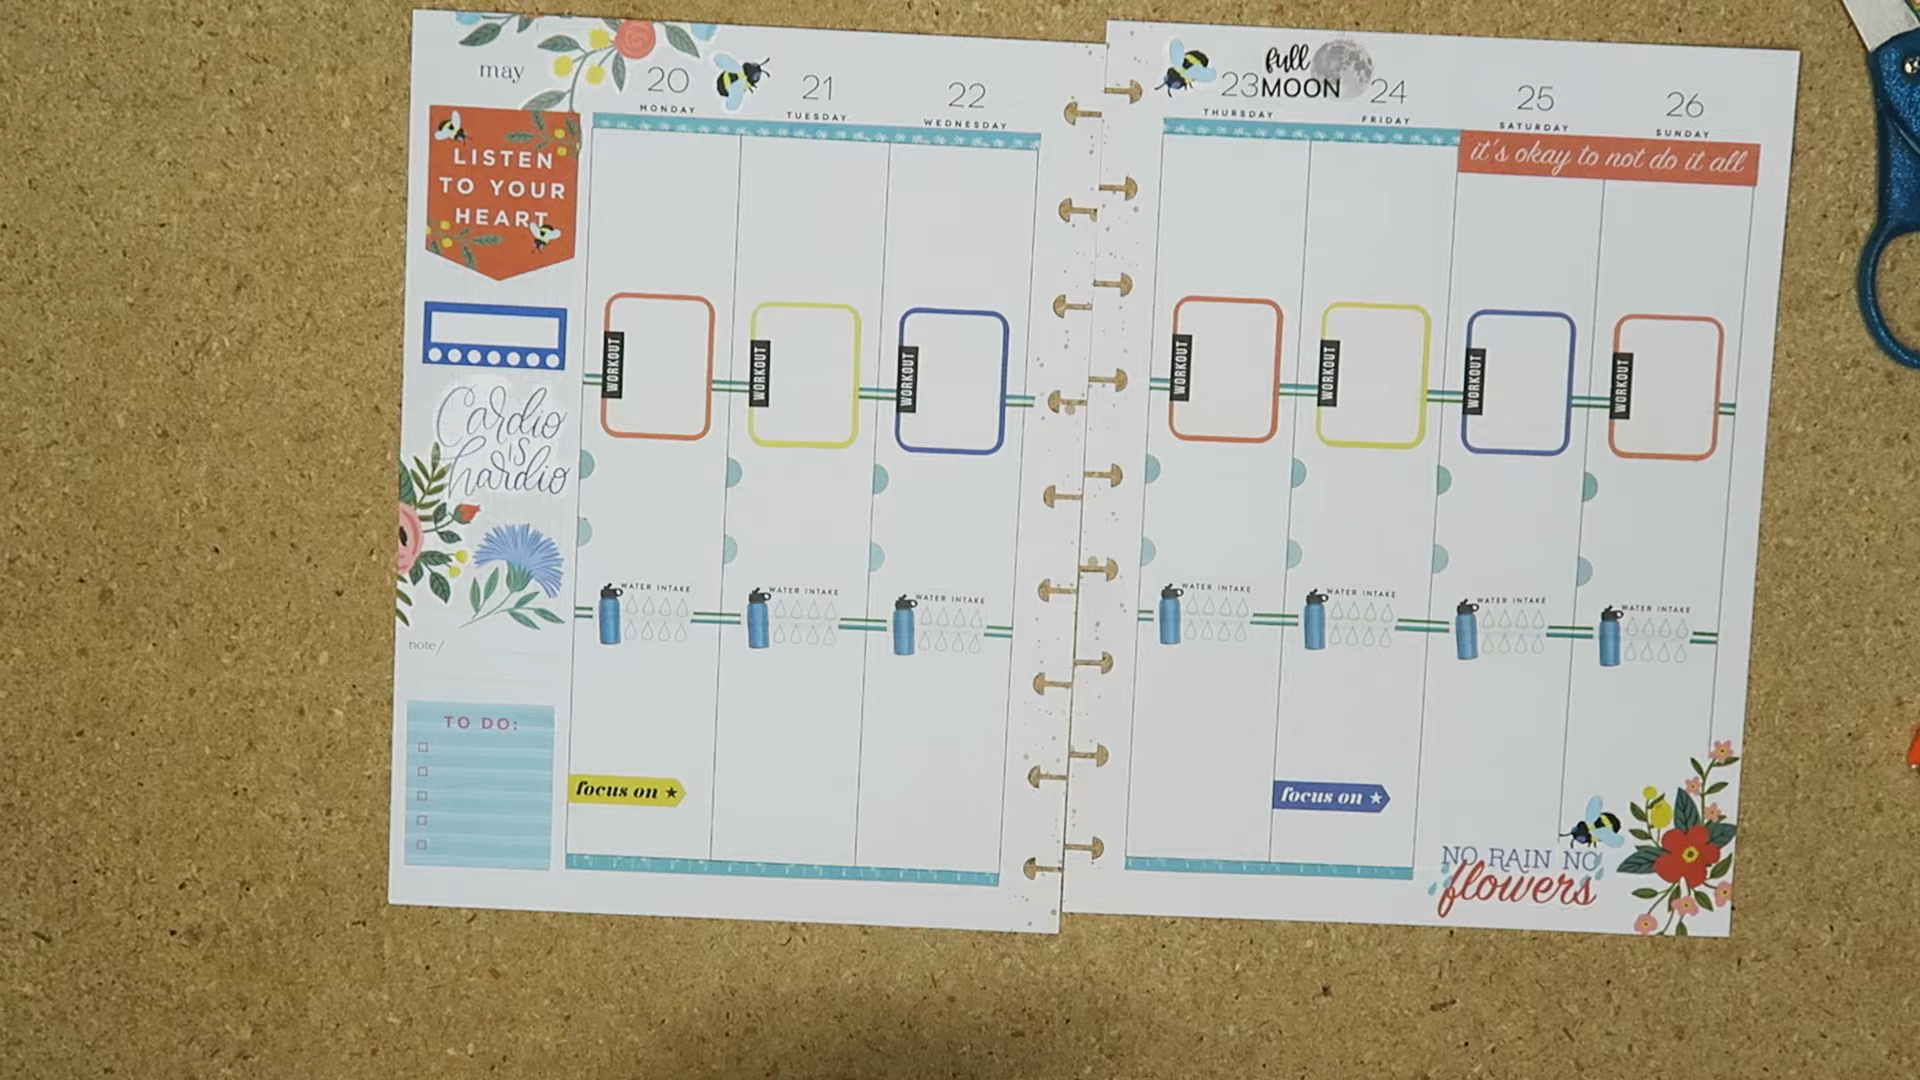 may
20
MONDAY
21
TUESDAY
22
WEDNESDAY
LISTEN
TO YOUR
HEART
WORKOUT
WORKOUT
WORKOUT
Cardio
is
hardio
WATER INTAKE
WATER INTAKE
WATER INTAKE
note/
TO DO:
focus on
23
THURSDAY
full
MOON
24
FRIDAY
25
SATURDAY
26
SUNDAY
it's okay to not do it all
WORKOUT
WORKOUT
WORKOUT
WORKOUT
WATER INTAKE
WATER INTAKE
WATER INTAKE
WATER INTAKE
focus on
NO RAIN NO
flowers